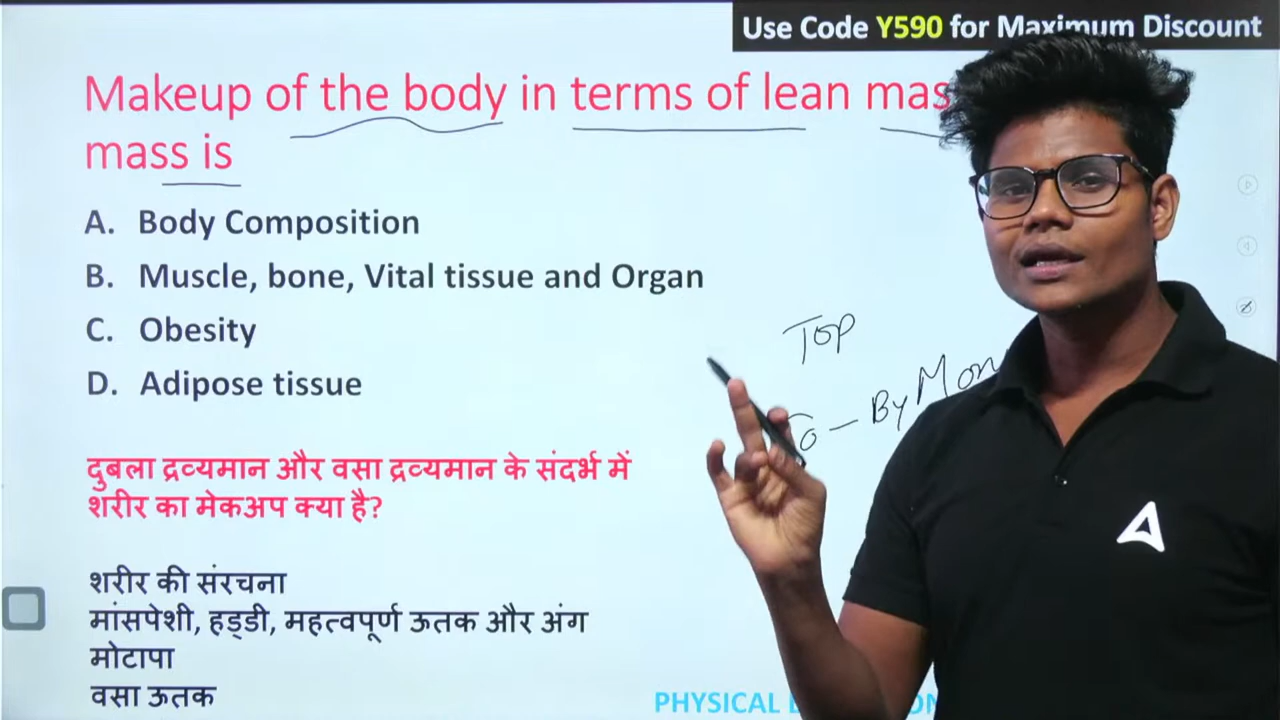 Use Code Y590 for Maximum Discount
Makeup of the body in terms of lean
mass is
A. Body Composition
B. Muscle, bone, Vital tissue and Organ
C. Obesity
D. Adipose tissue
Top
By Mon
दुबला द्रव्यमान और वसा द्रव्यमान के संदर्भ में
शरीर का मेकअप क्या है?
शरीर की संरचना
मांसपेशी, हड्डी, महत्वपूर्ण ऊतक और अंग
मोटापा
वसा ऊतक
PHYSICAL